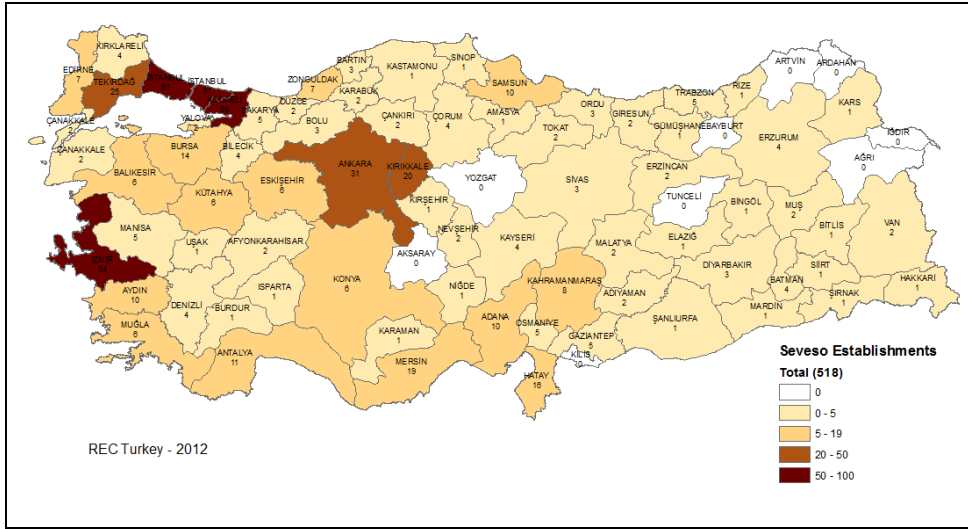 KIRKLARELİ
4
EDİRNE
7
TEKİRDAĞ
25
İSTANBUL
İSTANBUL
ÇANAKKALE
2
ÇANAKKALE
2
YALOVA
2
SAKARYA
5
DÜZCE
2
ZONGULDAK
7
BARTIN
3
KARABÜK
2
KASTAMONU
1
SİNOP
1
SAMSUN
10
ORDU
3
GİRESUN
2
TRABZON
5
RİZE
1
ARTVİN
0
ARDAHAN
0
KARS
1
IĞDIR
0
AĞRI
0
BOLU
3
ÇANKIRI
2
ÇORUM
4
AMASYA
1
TOKAT
2
GÜMÜŞHANE
1
BAYBURT
0
ERZURUM
4
BURSA
14
BİLECİK
4
BALIKESİR
6
KÜTAHYA
6
ESKİŞEHİR
6
ANKARA
31
KIRIKKALE
20
KIRŞEHİR
1
YOZGAT
0
SİVAS
3
ERZİNCAN
2
TUNCELİ
0
BİNGÖL
1
MUŞ
2
BİTLİS
1
VAN
2
MANİSA
5
İZMİR
UŞAK
1
AFYONKARAHİSAR
2
AKSARAY
0
NEVŞEHİR
2
KAYSERİ
4
MALATYA
2
ELAZIĞ
1
DİYARBAKIR
3
BATMAN
4
SİİRT
1
ŞIRNAK
1
HAKKARİ
1
AYDIN
10
DENİZLİ
4
ISPARTA
1
BURDUR
1
KONYA
6
NİĞDE
1
KAHRAMANMARAŞ
8
ADIYAMAN
2
ŞANLIURFA
1
MARDİN
1
MUĞLA
6
ANTALYA
11
KARAMAN
1
MERSİN
19
ADANA
10
OSMANİYE
5
GAZİANTEP
5
KİLİS
0
HATAY
16
Seveso Establishments
Total (518)
0
0 - 5
5 - 19
20 - 50
50 - 100
REC Turkey - 2012